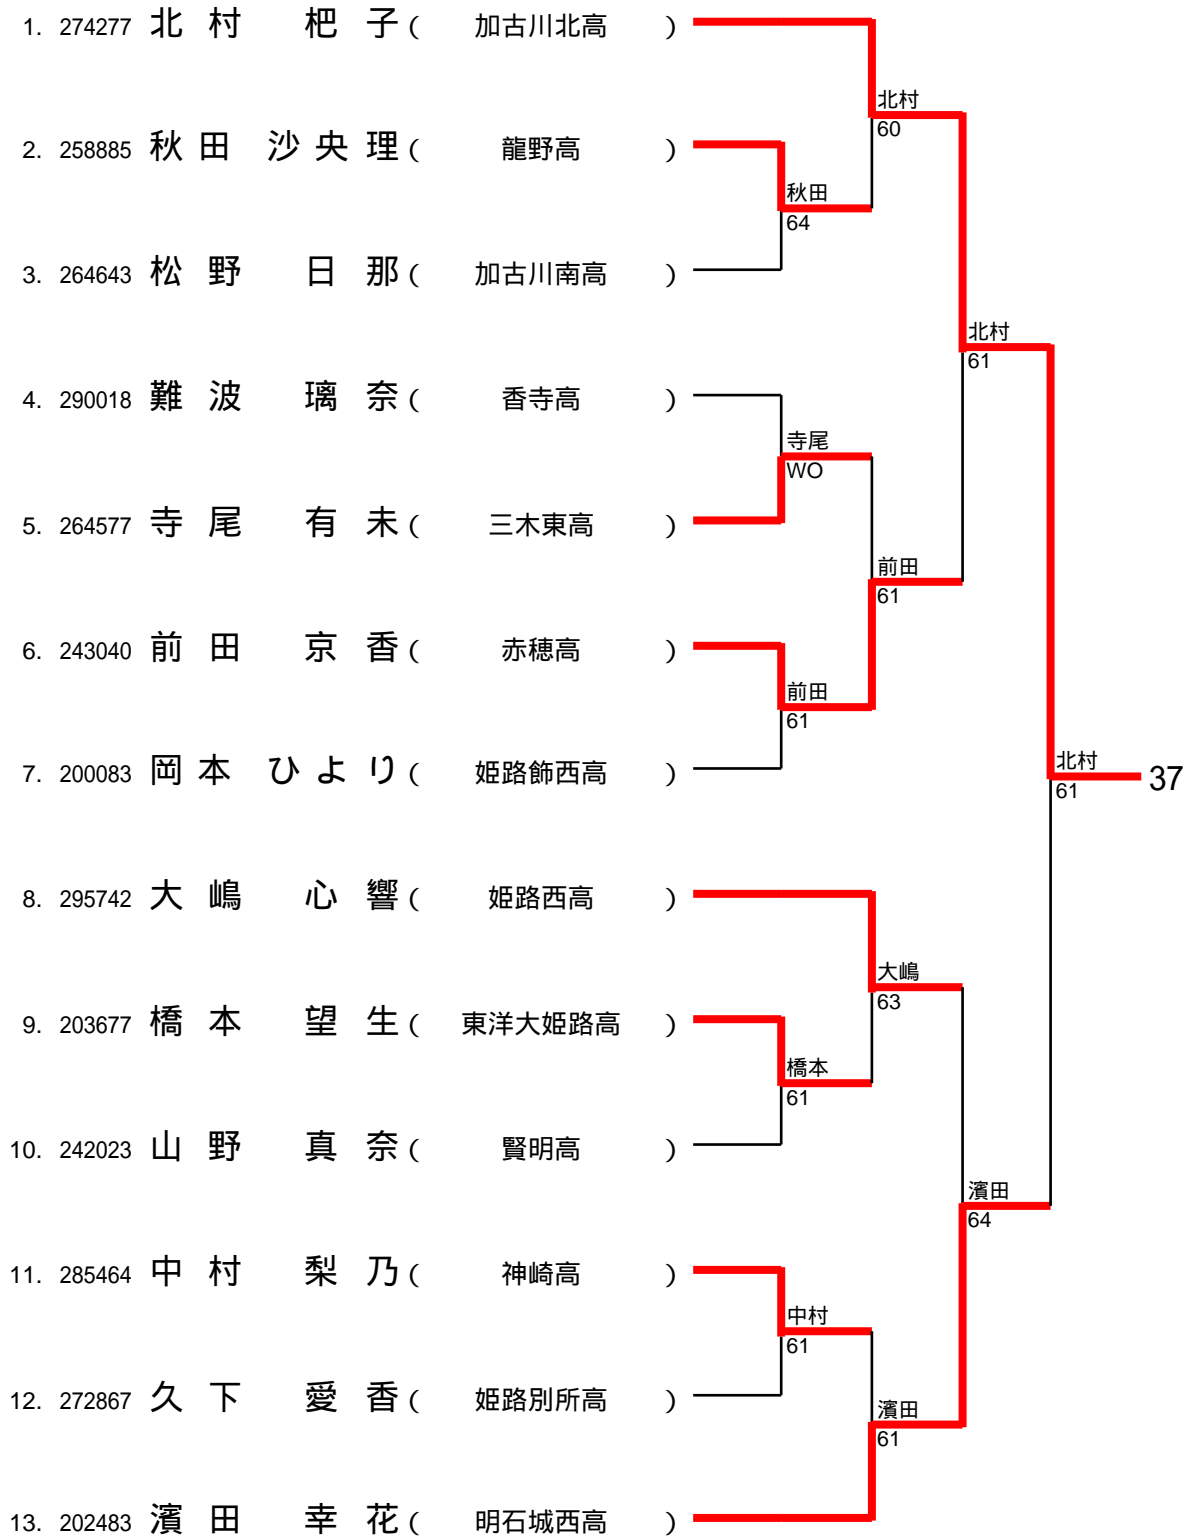 1. 274277 北村 杷子 ( 加古川北高 )
北村
60
2. 258885 秋田 沙央理 ( 龍野高 )
秋田
64
3. 264643 松野 日那 ( 加古川南高 )
北村
61
4. 290018 難波 璃奈 ( 香寺高 )
寺尾
WO
5. 264577 寺尾 有未 ( 三木東高 )
前田
61
6. 243040 前田 京香 ( 赤穂高 )
前田
61
7. 200083 岡本 ひより ( 姫路飾西高 )
北村
61
37
8. 295742 大嶋 心響 ( 姫路西高 )
大嶋
63
9. 203677 橋本 望生 ( 東洋大姫路高 )
橋本
61
10. 242023 山野 真奈 ( 賢明高 )
濱田
64
11. 285464 中村 梨乃 ( 神崎高 )
中村
61
12. 272867 久下 愛香 ( 姫路別所高 )
濱田
61
13. 202483 濱田 幸花 ( 明石城西高 )